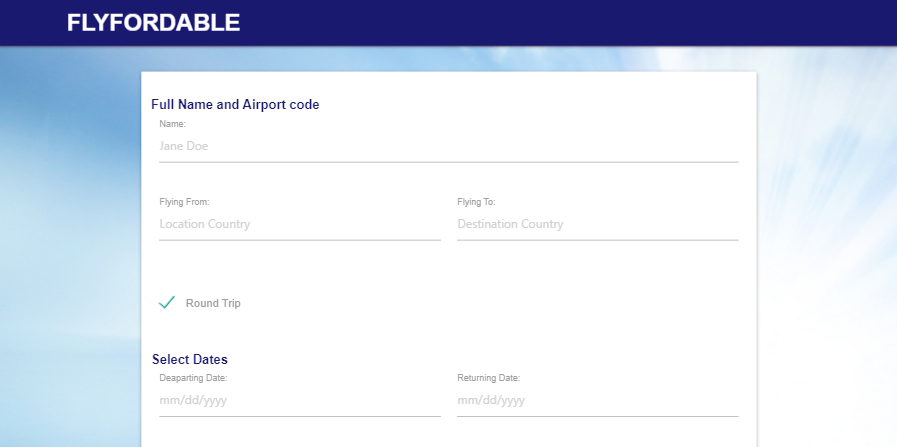 FLYFORDABLE
Full Name and Airport code
Name:
Jane Doe
Flying From: Flying To:
Location Country Destination Country
Round Trip
Select Dates
Deaparting Date: Returning Date:
mm/dd/yyyy mm/dd/yyyy